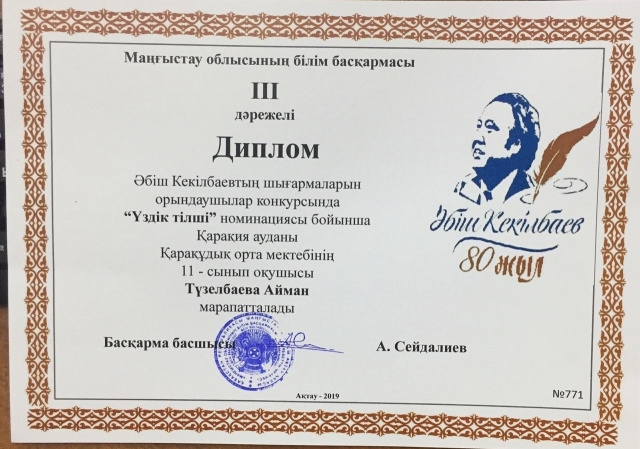 Маңғыстау облысының білім басқармасы
III
дәрежелі
Диплом
Әбіш Кекілбаевтың шығармаларын
орындаушылар конкурсында
“Үздік тілші” номинациясы бойынша
Қарақия ауданы
Қарақұдық орта мектебінің
11 - сынып оқушысы
Түзелбаева Айман
марапатталады
Әбіш Кекілбаев
80 жыл
Басқарма басшысы
А. Сейдалиев
Ақтау - 2019
№771